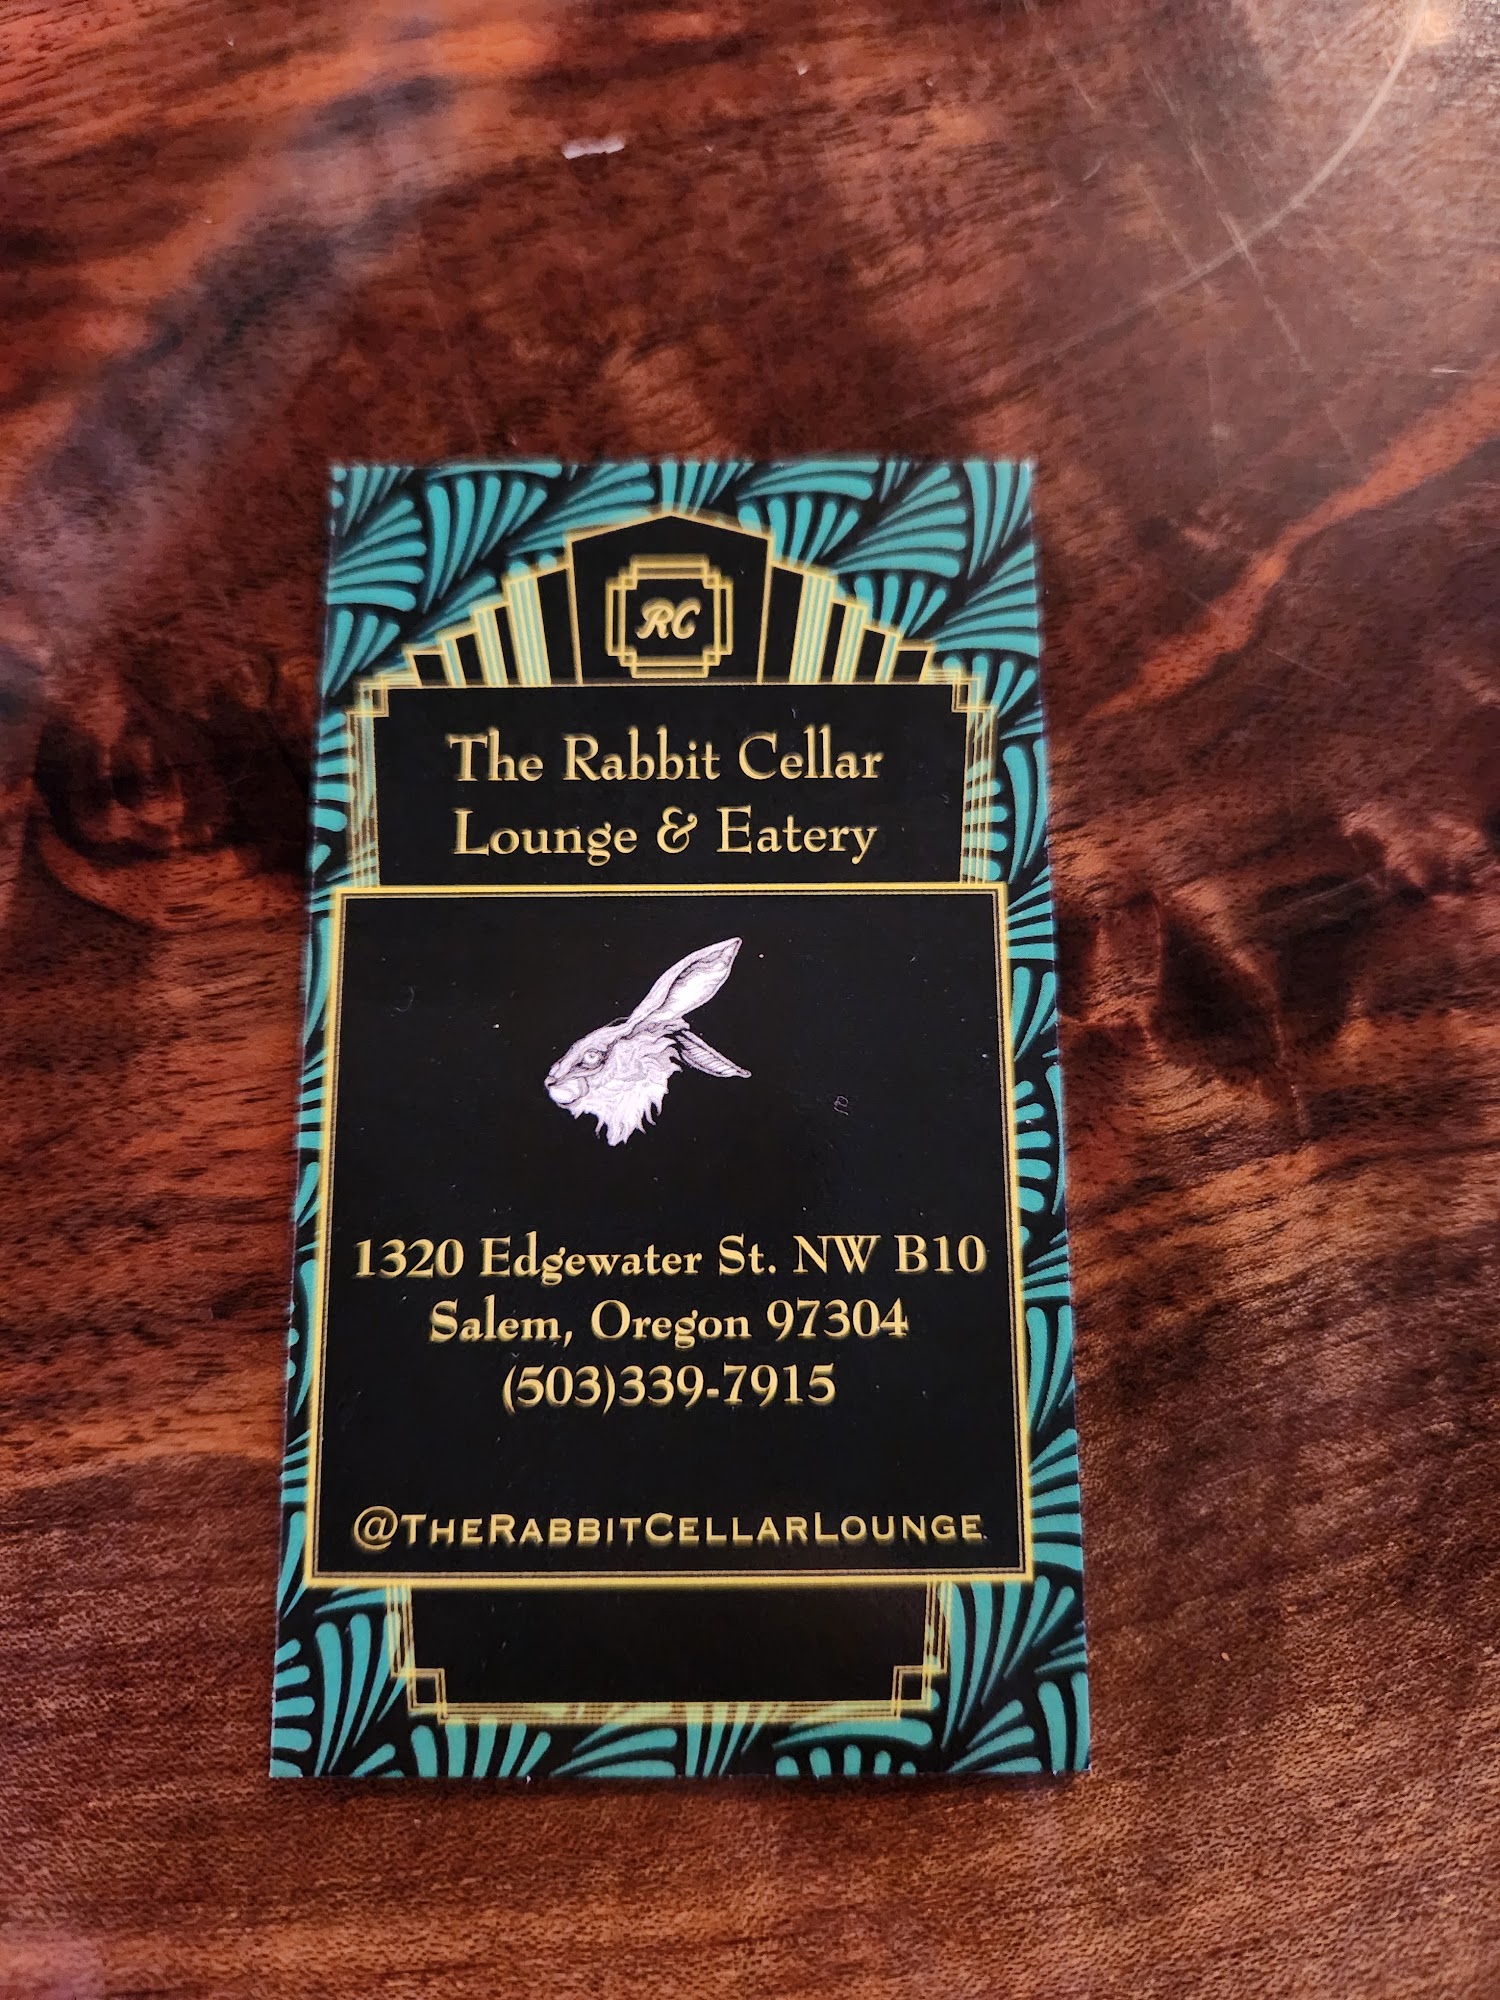 RC
The Rabbit Cellar
Lounge & Eatery
1320 Edgewater St. NW B10
Salem, Oregon 97304
(503)339-7915
@TheRabbitCellarLounge